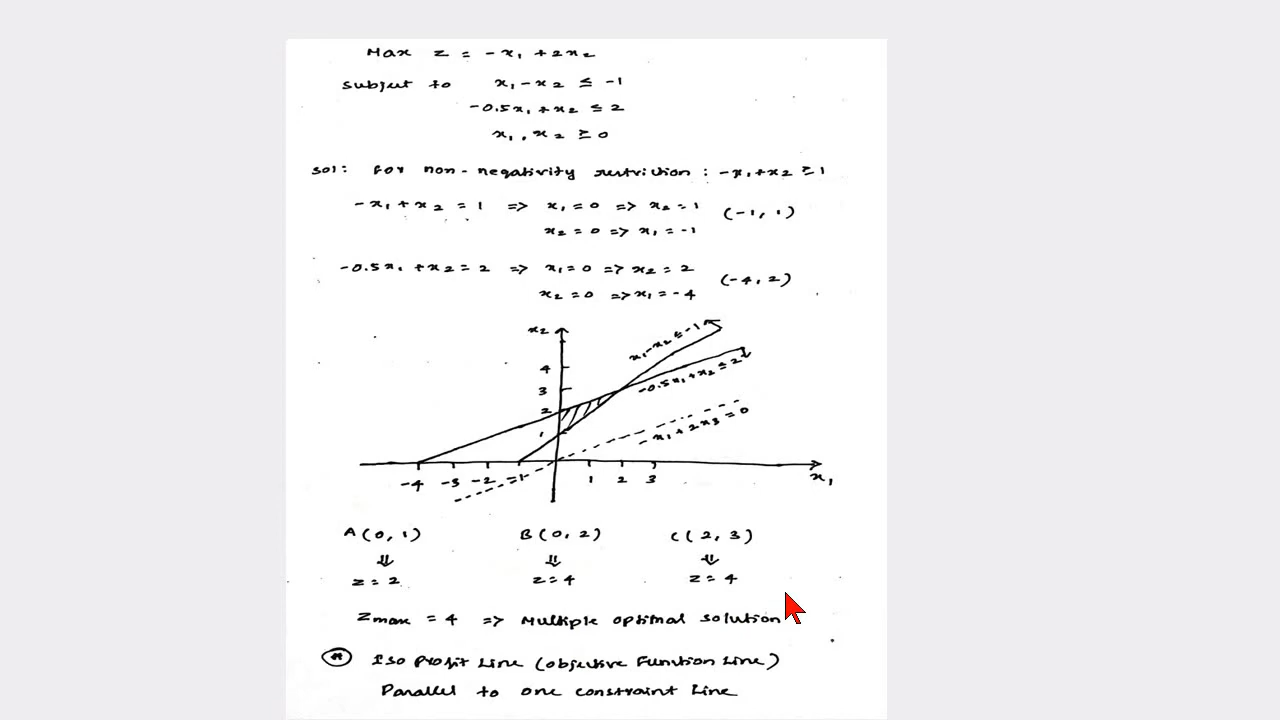 Max z = -x₁ + 2x₂
Subject to x₁ - x₂ ≤ -1
-0.5x₁ + x₂ ≤ 2
x₁, x₂ ≥ 0
Sol: For non-negativity restriction : -x₁ + x₂ ≥ 1
-x₁ + x₂ = 1 => x₁ = 0 => x₂ = 1 (-1, 1)
x₂ = 0 => x₁ = -1
-0.5x₁ + x₂ = 2 => x₁ = 0 => x₂ = 2 (-4, 2)
x₂ = 0 => x₁ = -4
x₂
x₁ - x₂ ≤ -1
4
-0.5x₁ + x₂ ≤ 2
3
2
-x₁ + 2x₃ = 0
1
-4 -3 -2 -1 1 2 3 x₁
A(0, 1) B(0, 2) C(2, 3)
⇓ ⇓ ⇓
z = 2 z = 4 z = 4
Zmax = 4 => Multiple optimal solution
* Iso Profit Line (objective Function Line)
Parallel to one constraint Line